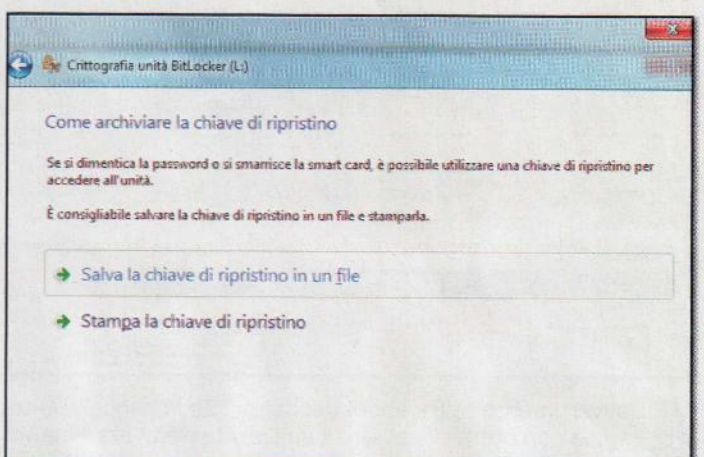 Crittografia unità BitLocker (L:)
Come archiviare la chiave di ripristino
Se si dimentica la password o si smarrisce la smart card, è possibile utilizzare una chiave di ripristino per
accedere all'unità.
È consigliabile salvare la chiave di ripristino in un file e stamparla.
Salva la chiave di ripristino in un file
Stampa la chiave di ripristino